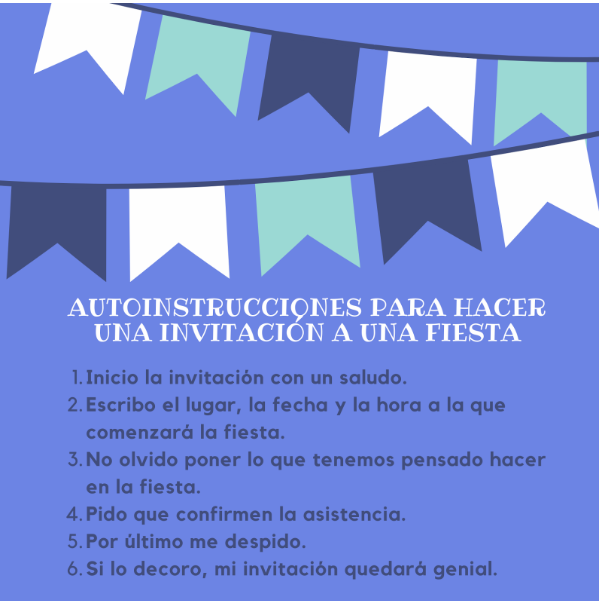 AUTOINSTRUCCIONES PARA HACER
UNA INVITACIÓN A UNA FIESTA
1. Inicio la invitación con un saludo.
2. Escribo el lugar, la fecha y la hora a la que
comenzará la fiesta.
3. No olvido poner lo que tenemos pensado hacer
en la fiesta.
4. Pido que confirmen la asistencia.
5. Por último me despido.
6. Si lo decoro, mi invitación quedará genial.